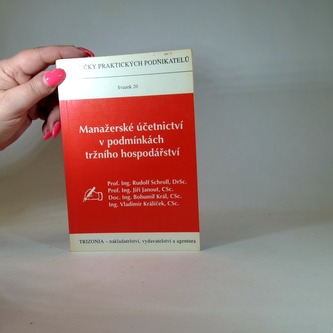 ČKY PRAKTICKÝCH PODNIKATELŮ
Svazek 20
Manažerské účetnictví
v podmínkách
tržního hospodářství
Prof. Ing. Rudolf Schroll, DrSc.
Prof. Ing. Jiří Janout, CSc.
Doc. Ing. Bohumil Král, CSc.
Ing. Vladimír Králíček, CSc.
TRIZONIA – nakladatelství, vydavatelství a agentura